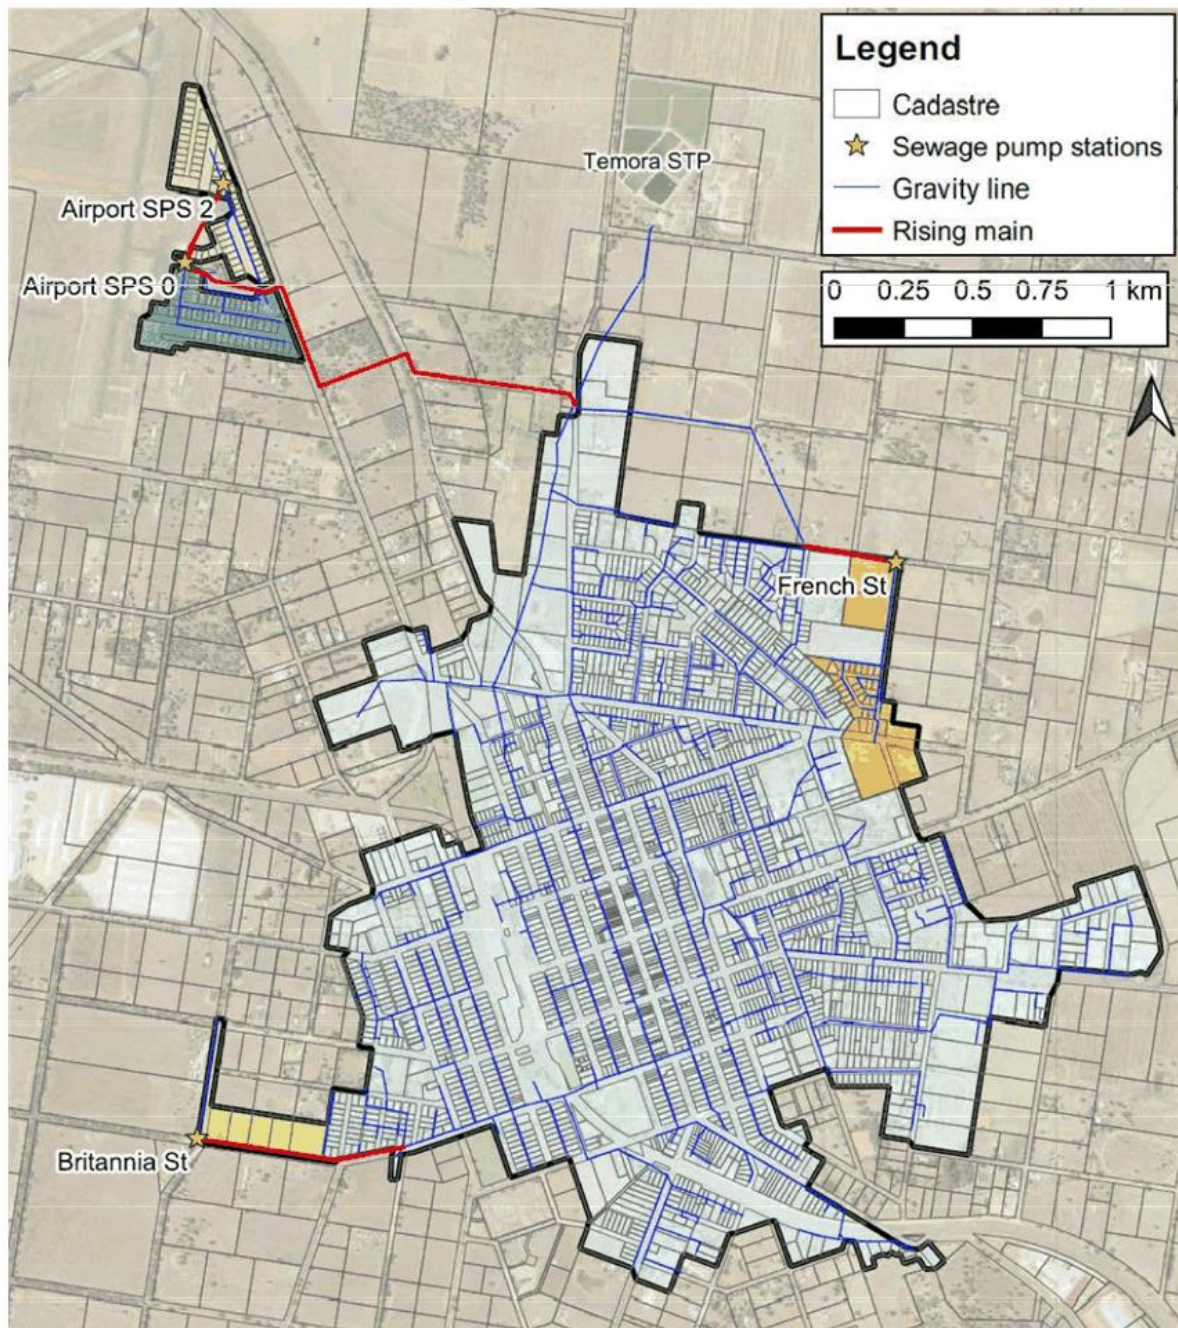 Legend
Cadastre
Sewage pump stations
Gravity line
Rising main
0 0.25 0.5 0.75 1 km
N
Temora STP
Airport SPS 2
Airport SPS 0
French St
Britannia St